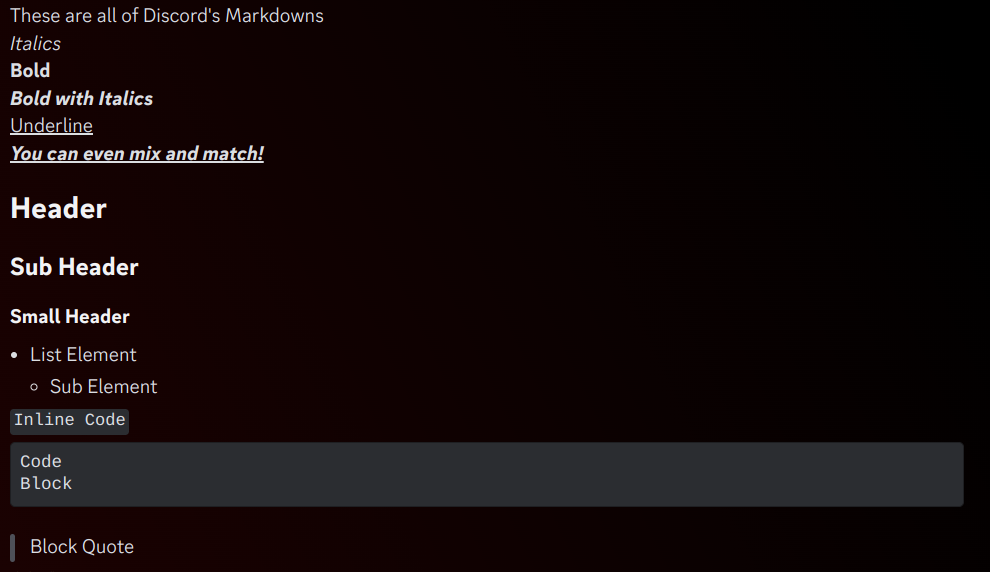 These are all of Discord's Markdowns
Italics
Bold
Bold with Italics
Underline
You can even mix and match!
Header
Sub Header
Small Header
List Element
Sub Element
Inline Code
Code
Block
Block Quote